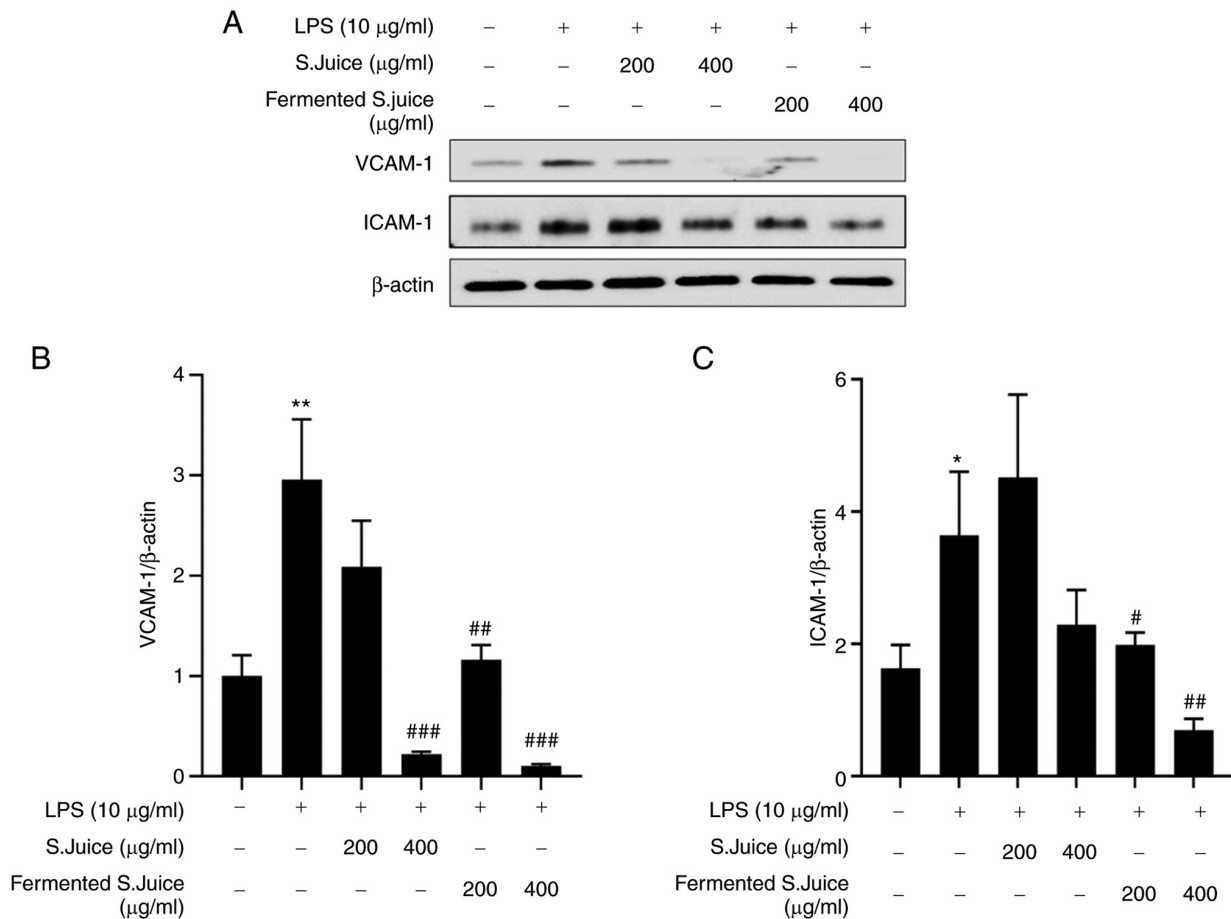 A
LPS (10 μg/ml) – + + + + +
S.Juice (μg/ml) – – 200 400 – –
Fermented S.juice – – – – 200 400
(μg/ml)
VCAM-1
ICAM-1
β-actin
B
4
3
2
1
0
VCAM-1/β-actin
**
##
###
###
LPS (10 μg/ml) – + + + + +
S.Juice (μg/ml) – – 200 400 – –
Fermented S.Juice – – – – 200 400
(μg/ml)
C
6
4
2
0
ICAM-1/β-actin
*
#
##
LPS (10 μg/ml) – + + + + +
S.Juice (μg/ml) – – 200 400 – –
Fermented S.Juice – – – – 200 400
(μg/ml)